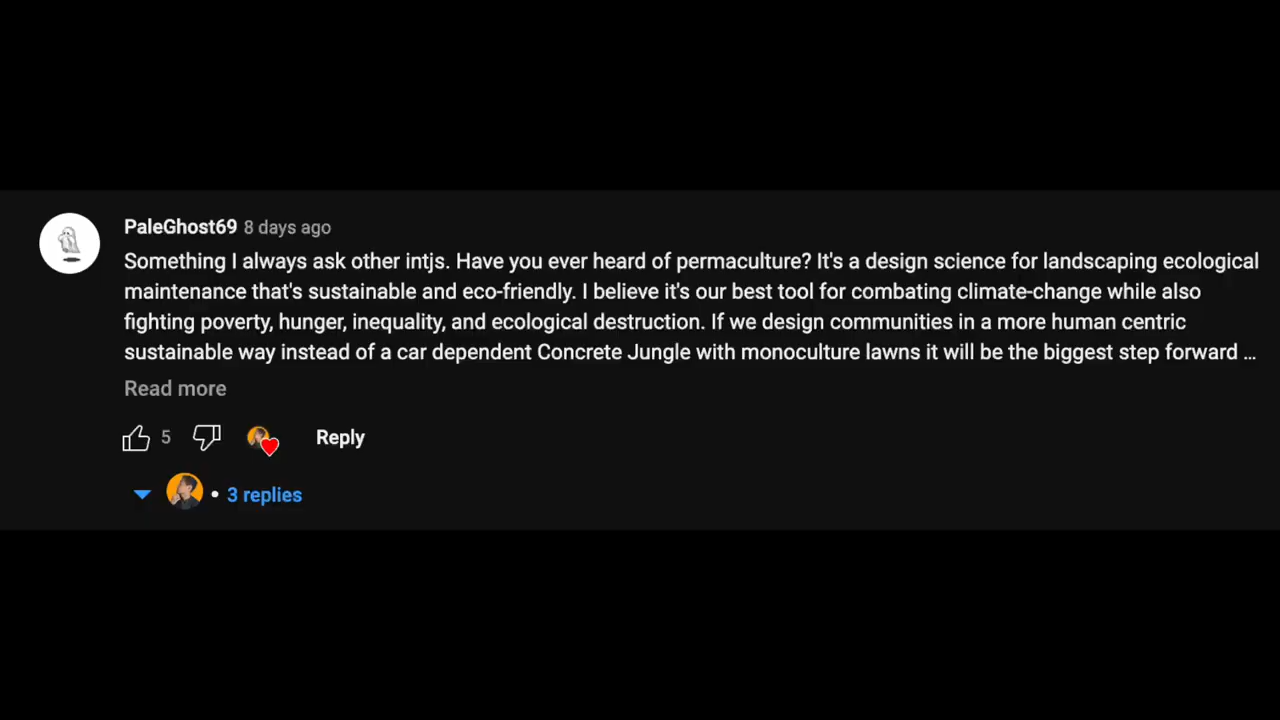 PaleGhost69 8 days ago
Something I always ask other intjs. Have you ever heard of permaculture? It's a design science for landscaping ecological
maintenance that's sustainable and eco-friendly. I believe it's our best tool for combating climate-change while also
fighting poverty, hunger, inequality, and ecological destruction. If we design communities in a more human centric
sustainable way instead of a car dependent Concrete Jungle with monoculture lawns it will be the biggest step forward ...
Read more
5 Reply
• 3 replies